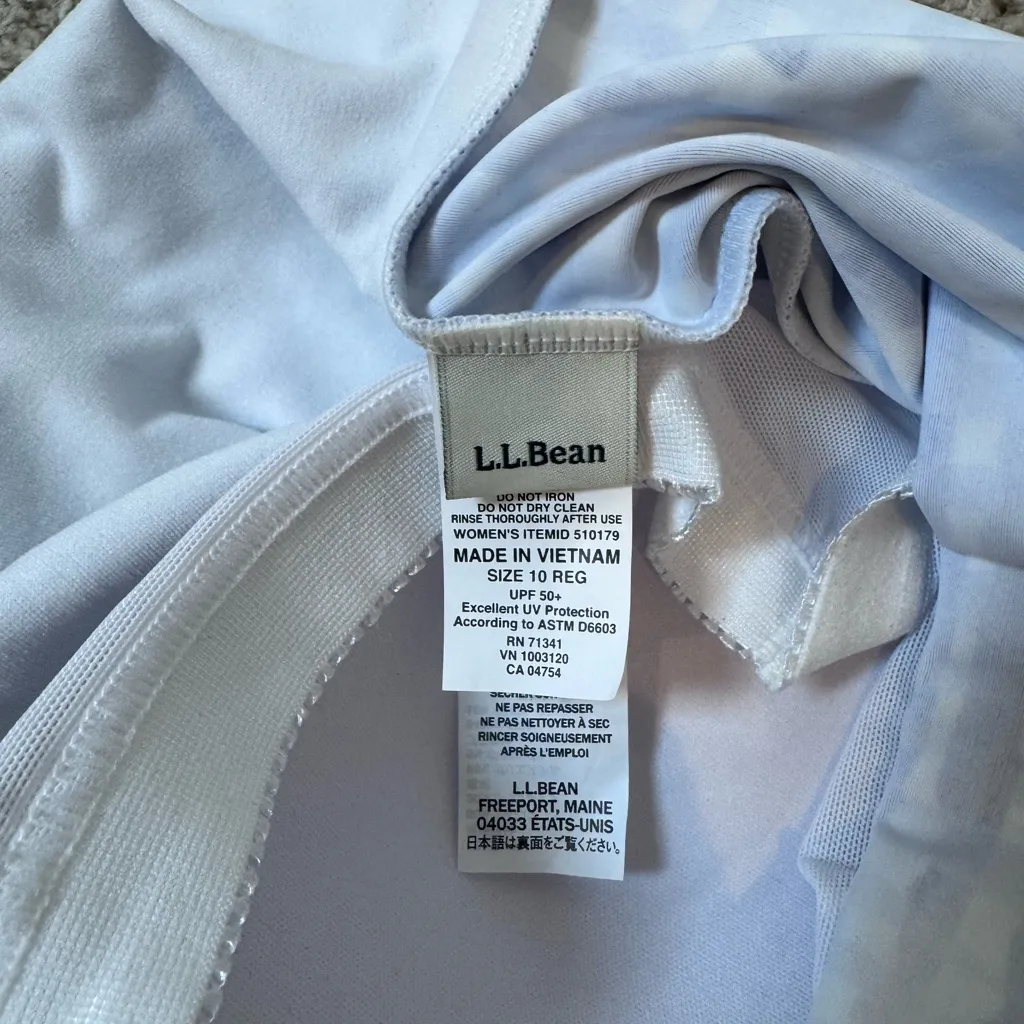 L.L.Bean
DO NOT IRON
DO NOT DRY CLEAN
RINSE THOROUGHLY AFTER USE
WOMEN'S ITEMID 510179
MADE IN VIETNAM
SIZE 10 REG
UPF 50+
Excellent UV Protection
According to ASTM D6603
RN 71341
VN 1003120
CA 04754
SÉCHER
NE PAS REPASSER
NE PAS NETTOYER À SEC
RINCER SOIGNEUSEMENT
APRÈS L'EMPLOI
L.L.BEAN
FREEPORT, MAINE
04033 ÉTATS-UNIS
日本語は裏面をご覧ください。